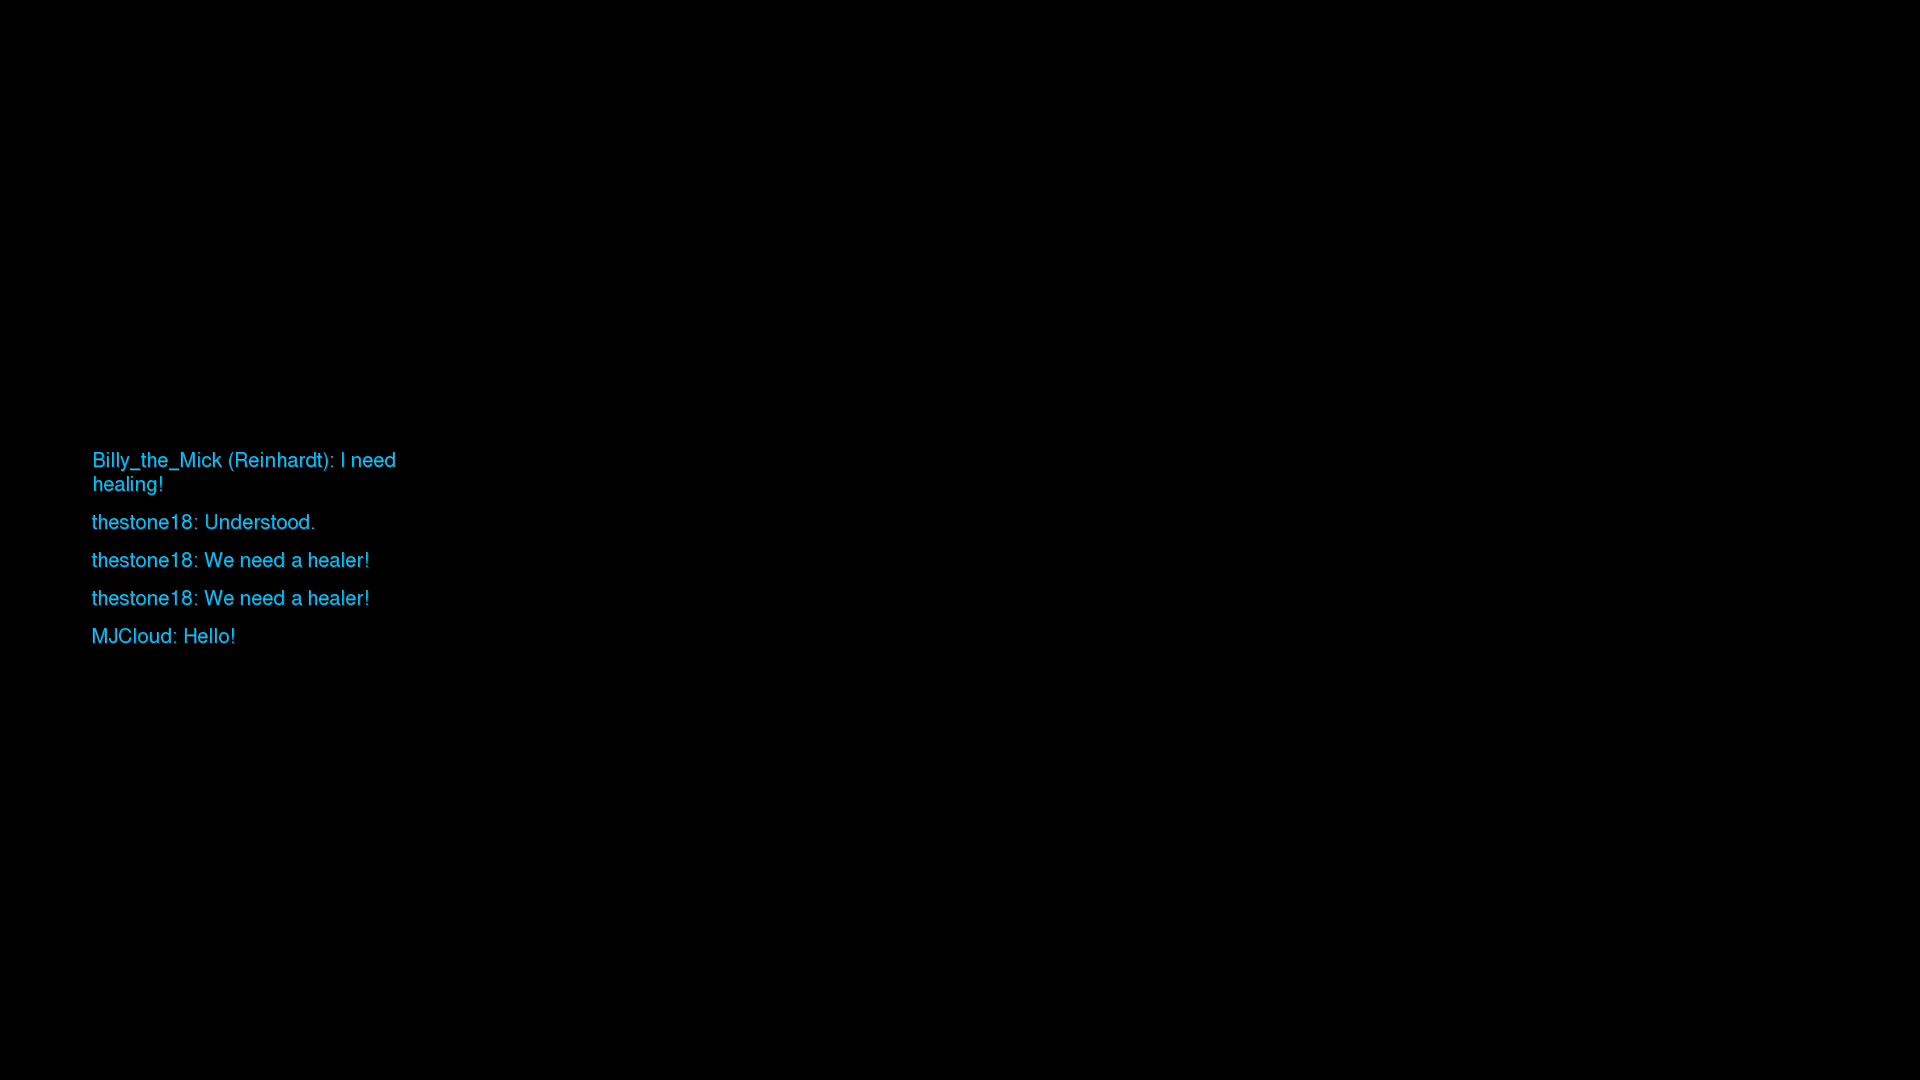 Billy_the_Mick (Reinhardt): I need
healing!
thestone18: Understood.
thestone18: We need a healer!
thestone18: We need a healer!
MJCloud: Hello!